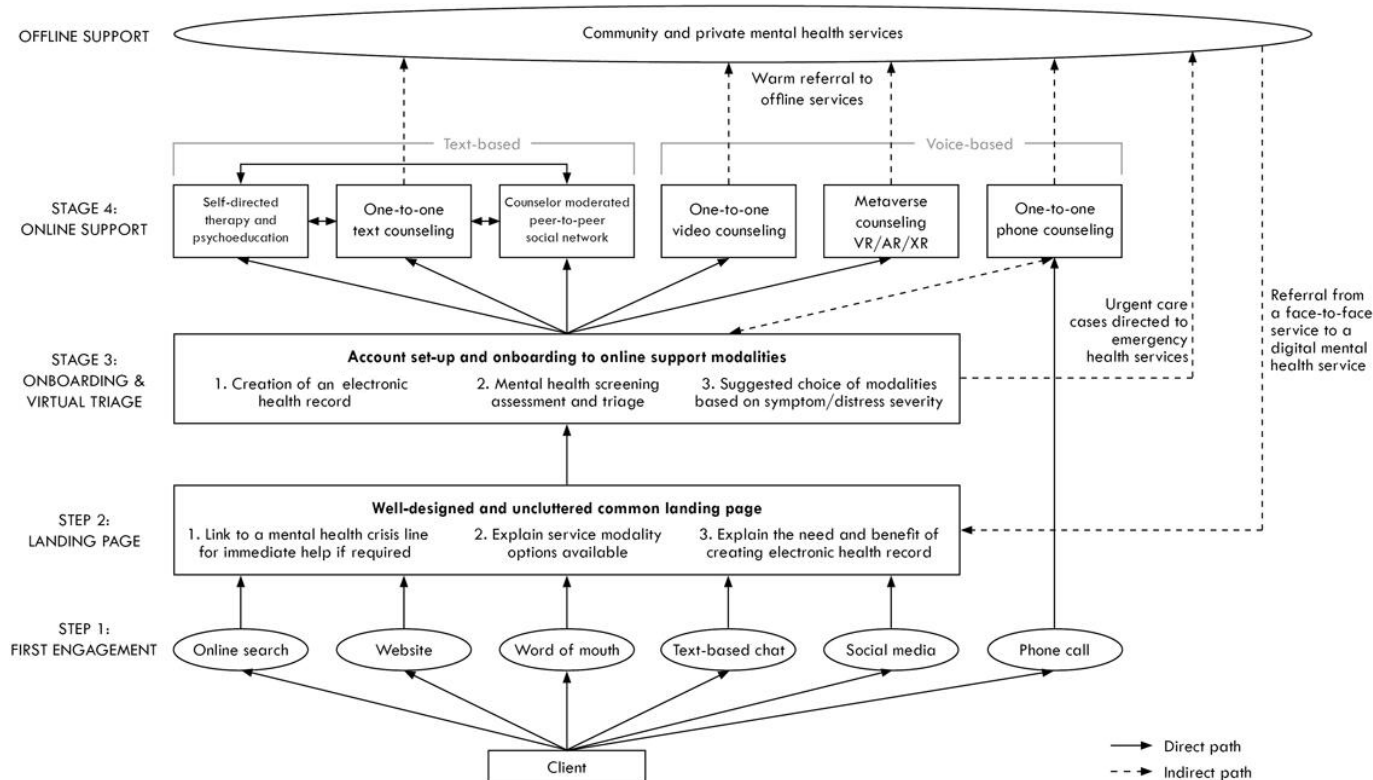 OFFLINE SUPPORT
Community and private mental health services
Warm referral to
offline services
Text-based
Voice-based
STAGE 4:
ONLINE SUPPORT
Self-directed
therapy and
psychoeducation
One-to-one
text counseling
Counselor moderated
peer-to-peer
social network
One-to-one
video counseling
Metaverse
counseling
VR/AR/XR
One-to-one
phone counseling
Urgent care
cases directed to
emergency
health services
Referral from
a face-to-face
service to a
digital mental
health service
STAGE 3:
ONBOARDING &
VIRTUAL TRIAGE
Account set-up and onboarding to online support modalities
1. Creation of an electronic
health record
2. Mental health screening
assessment and triage
3. Suggested choice of modalities
based on symptom/distress severity
STEP 2:
LANDING PAGE
Well-designed and uncluttered common landing page
1. Link to a mental health crisis line
for immediate help if required
2. Explain service modality
options available
3. Explain the need and benefit of
creating electronic health record
STEP 1:
FIRST ENGAGEMENT
Online search
Website
Word of mouth
Text-based chat
Social media
Phone call
Client
Direct path
Indirect path